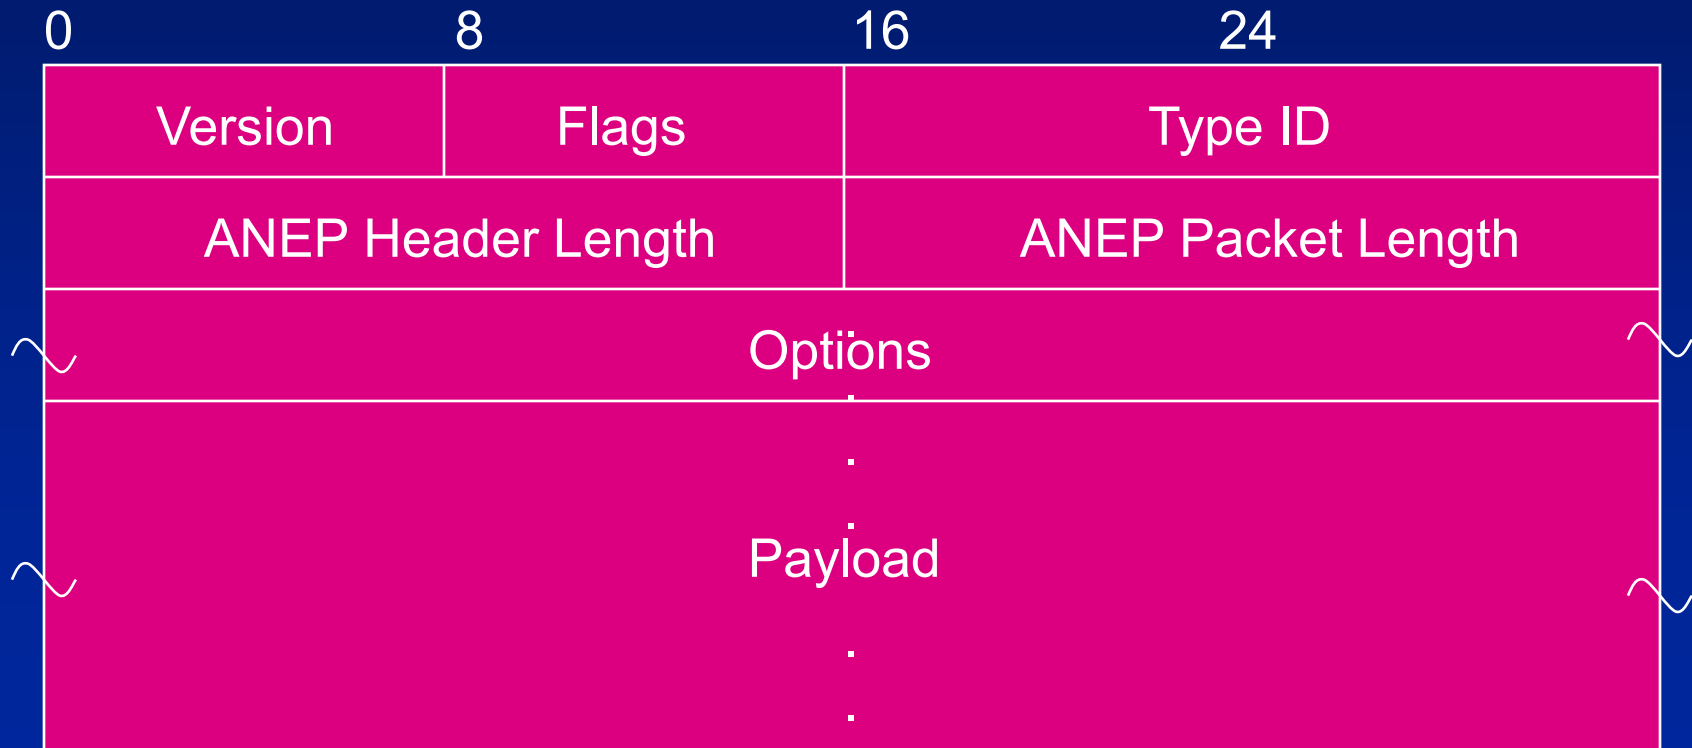 0 8 16 24
Version Flags Type ID
ANEP Header Length ANEP Packet Length
Options
.
.
.
.
Payload
.
.